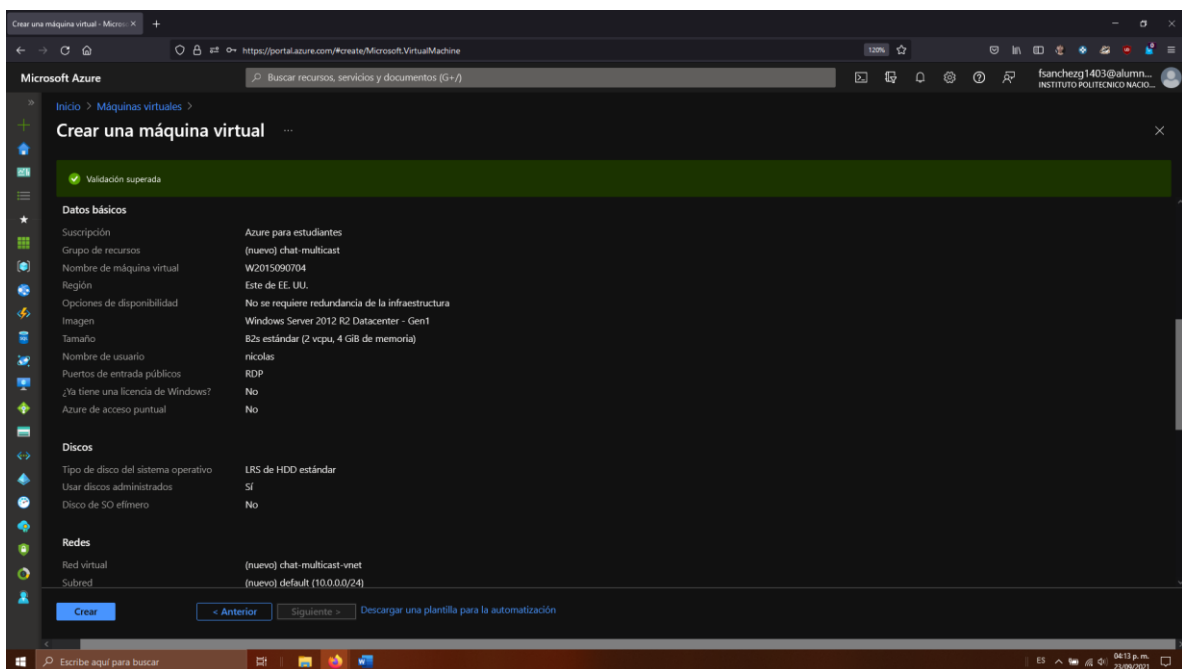 Crear una máquina virtual - Micros
https://portal.azure.com/#create/Microsoft.VirtualMachine
120%
Microsoft Azure
Buscar recursos, servicios y documentos (G+/)
fsanchezg1403@alumn...
INSTITUTO POLITECNICO NACIO...
Inicio > Máquinas virtuales >
Crear una máquina virtual ...
Validación superada
Datos básicos
Suscripción Azure para estudiantes
Grupo de recursos (nuevo) chat-multicast
Nombre de máquina virtual W2015090704
Región Este de EE. UU.
Opciones de disponibilidad No se requiere redundancia de la infraestructura
Imagen Windows Server 2012 R2 Datacenter - Gen1
Tamaño B2s estándar (2 vcpu, 4 GiB de memoria)
Nombre de usuario nicolas
Puertos de entrada públicos RDP
¿Ya tiene una licencia de Windows? No
Azure de acceso puntual No
Discos
Tipo de disco del sistema operativo LRS de HDD estándar
Usar discos administrados Sí
Disco de SO efímero No
Redes
Red virtual (nuevo) chat-multicast-vnet
Subred (nuevo) default (10.0.0.0/24)
Crear < Anterior Siguiente > Descargar una plantilla para la automatización
Escribe aquí para buscar
ES
04:13 p. m.
23/09/2021